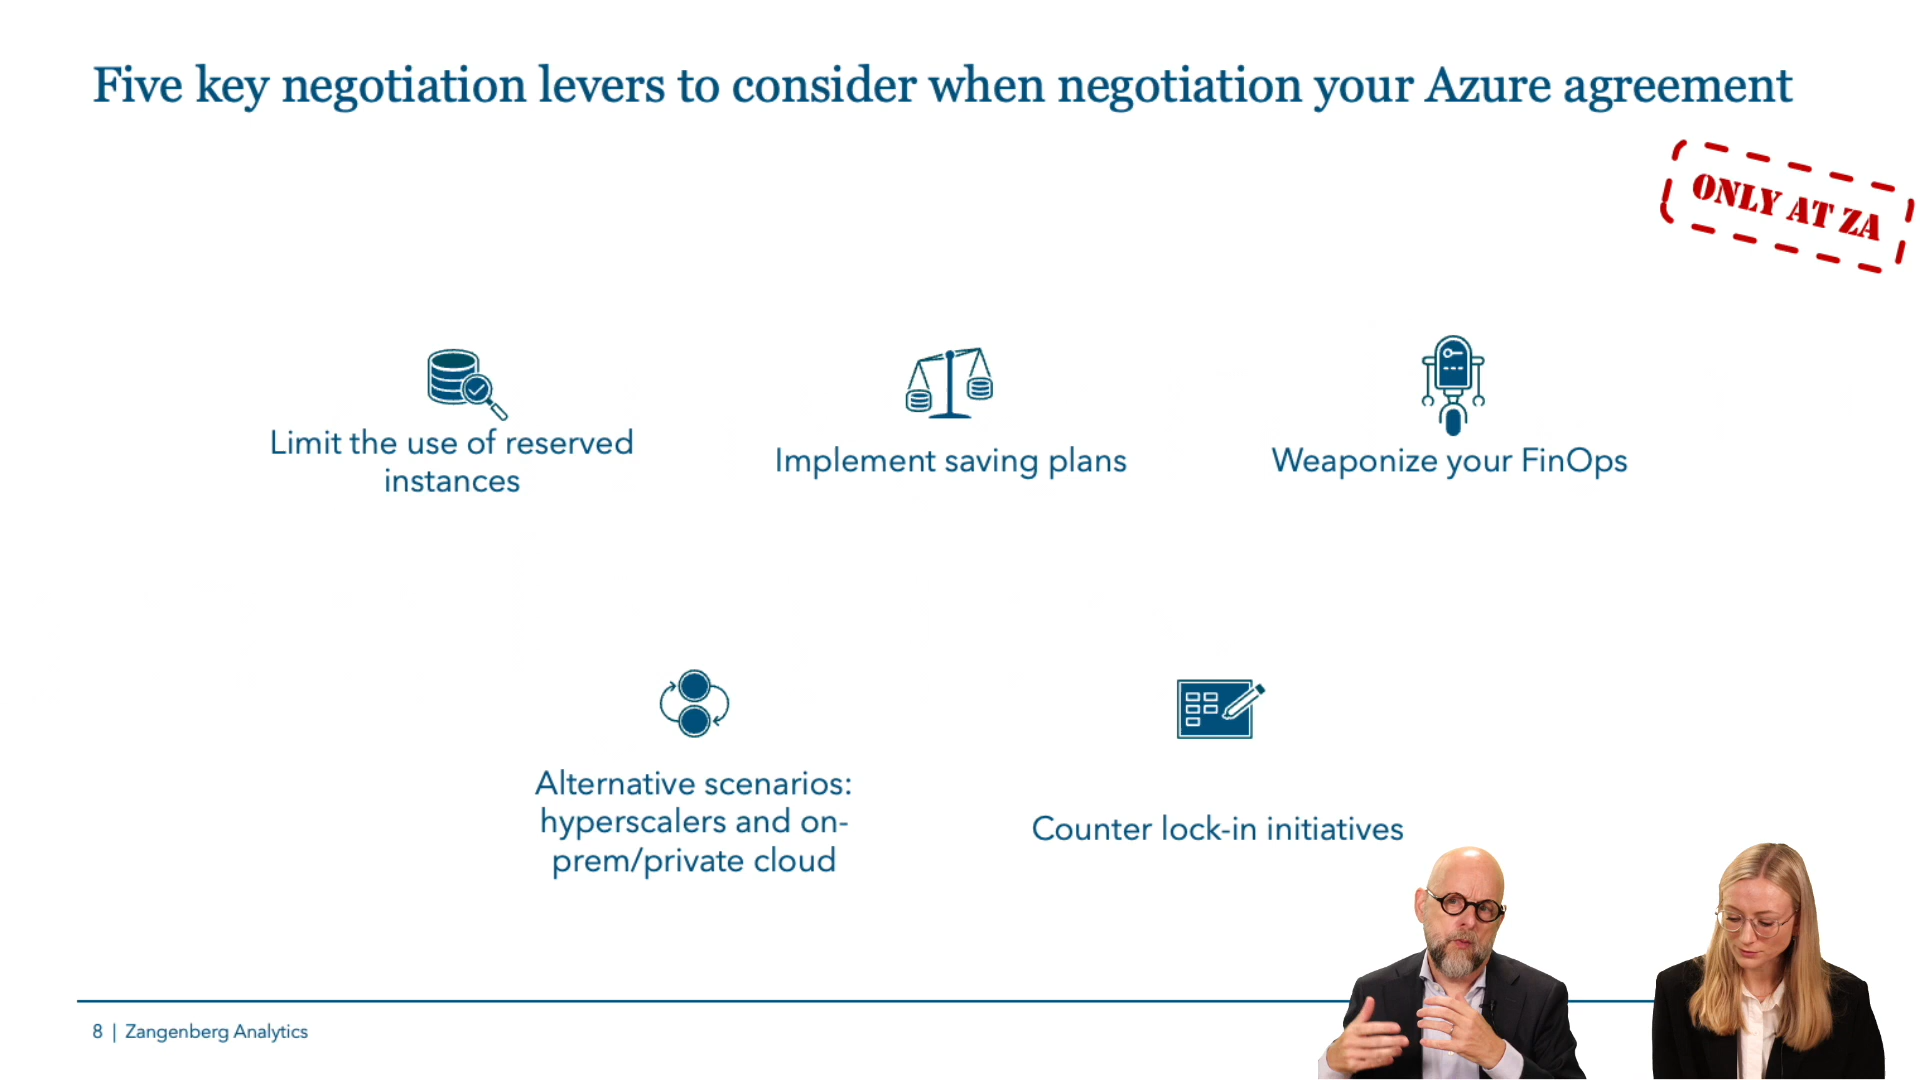 Five key negotiation levers to consider when negotiation your Azure agreement
ONLY AT ZA
Limit the use of reserved
instances
Implement saving plans
Weaponize your FinOps
Alternative scenarios:
hyperscalers and on-
prem/private cloud
Counter lock-in initiatives
8 | Zangenberg Analytics